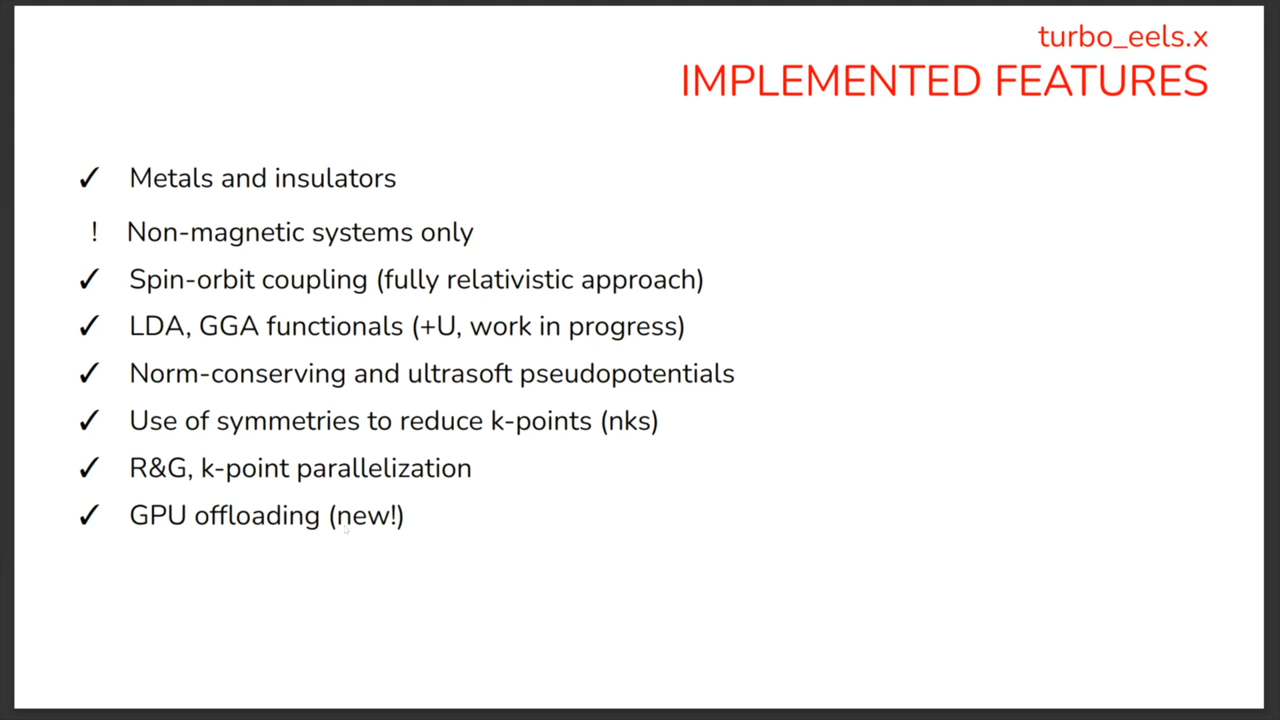 turbo_eels.x
IMPLEMENTED FEATURES
✓ Metals and insulators
! Non-magnetic systems only
✓ Spin-orbit coupling (fully relativistic approach)
✓ LDA, GGA functionals (+U, work in progress)
✓ Norm-conserving and ultrasoft pseudopotentials
✓ Use of symmetries to reduce k-points (nks)
✓ R&G, k-point parallelization
✓ GPU offloading (new!)